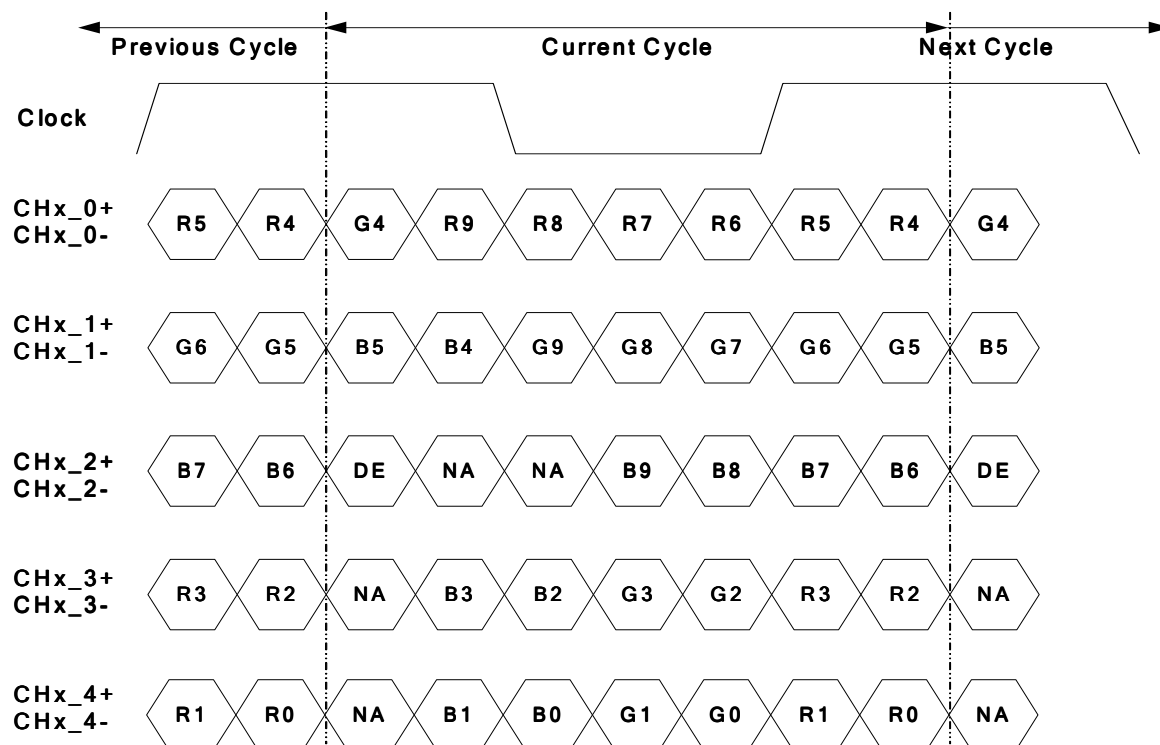 Previous Cycle Current Cycle Next Cycle
Clock
CHx_0+
CHx_0-
R5 R4 G4 R9 R8 R7 R6 R5 R4 G4
CHx_1+
CHx_1-
G6 G5 B5 B4 G9 G8 G7 G6 G5 B5
CHx_2+
CHx_2-
B7 B6 DE NA NA B9 B8 B7 B6 DE
CHx_3+
CHx_3-
R3 R2 NA B3 B2 G3 G2 R3 R2 NA
CHx_4+
CHx_4-
R1 R0 NA B1 B0 G1 G0 R1 R0 NA